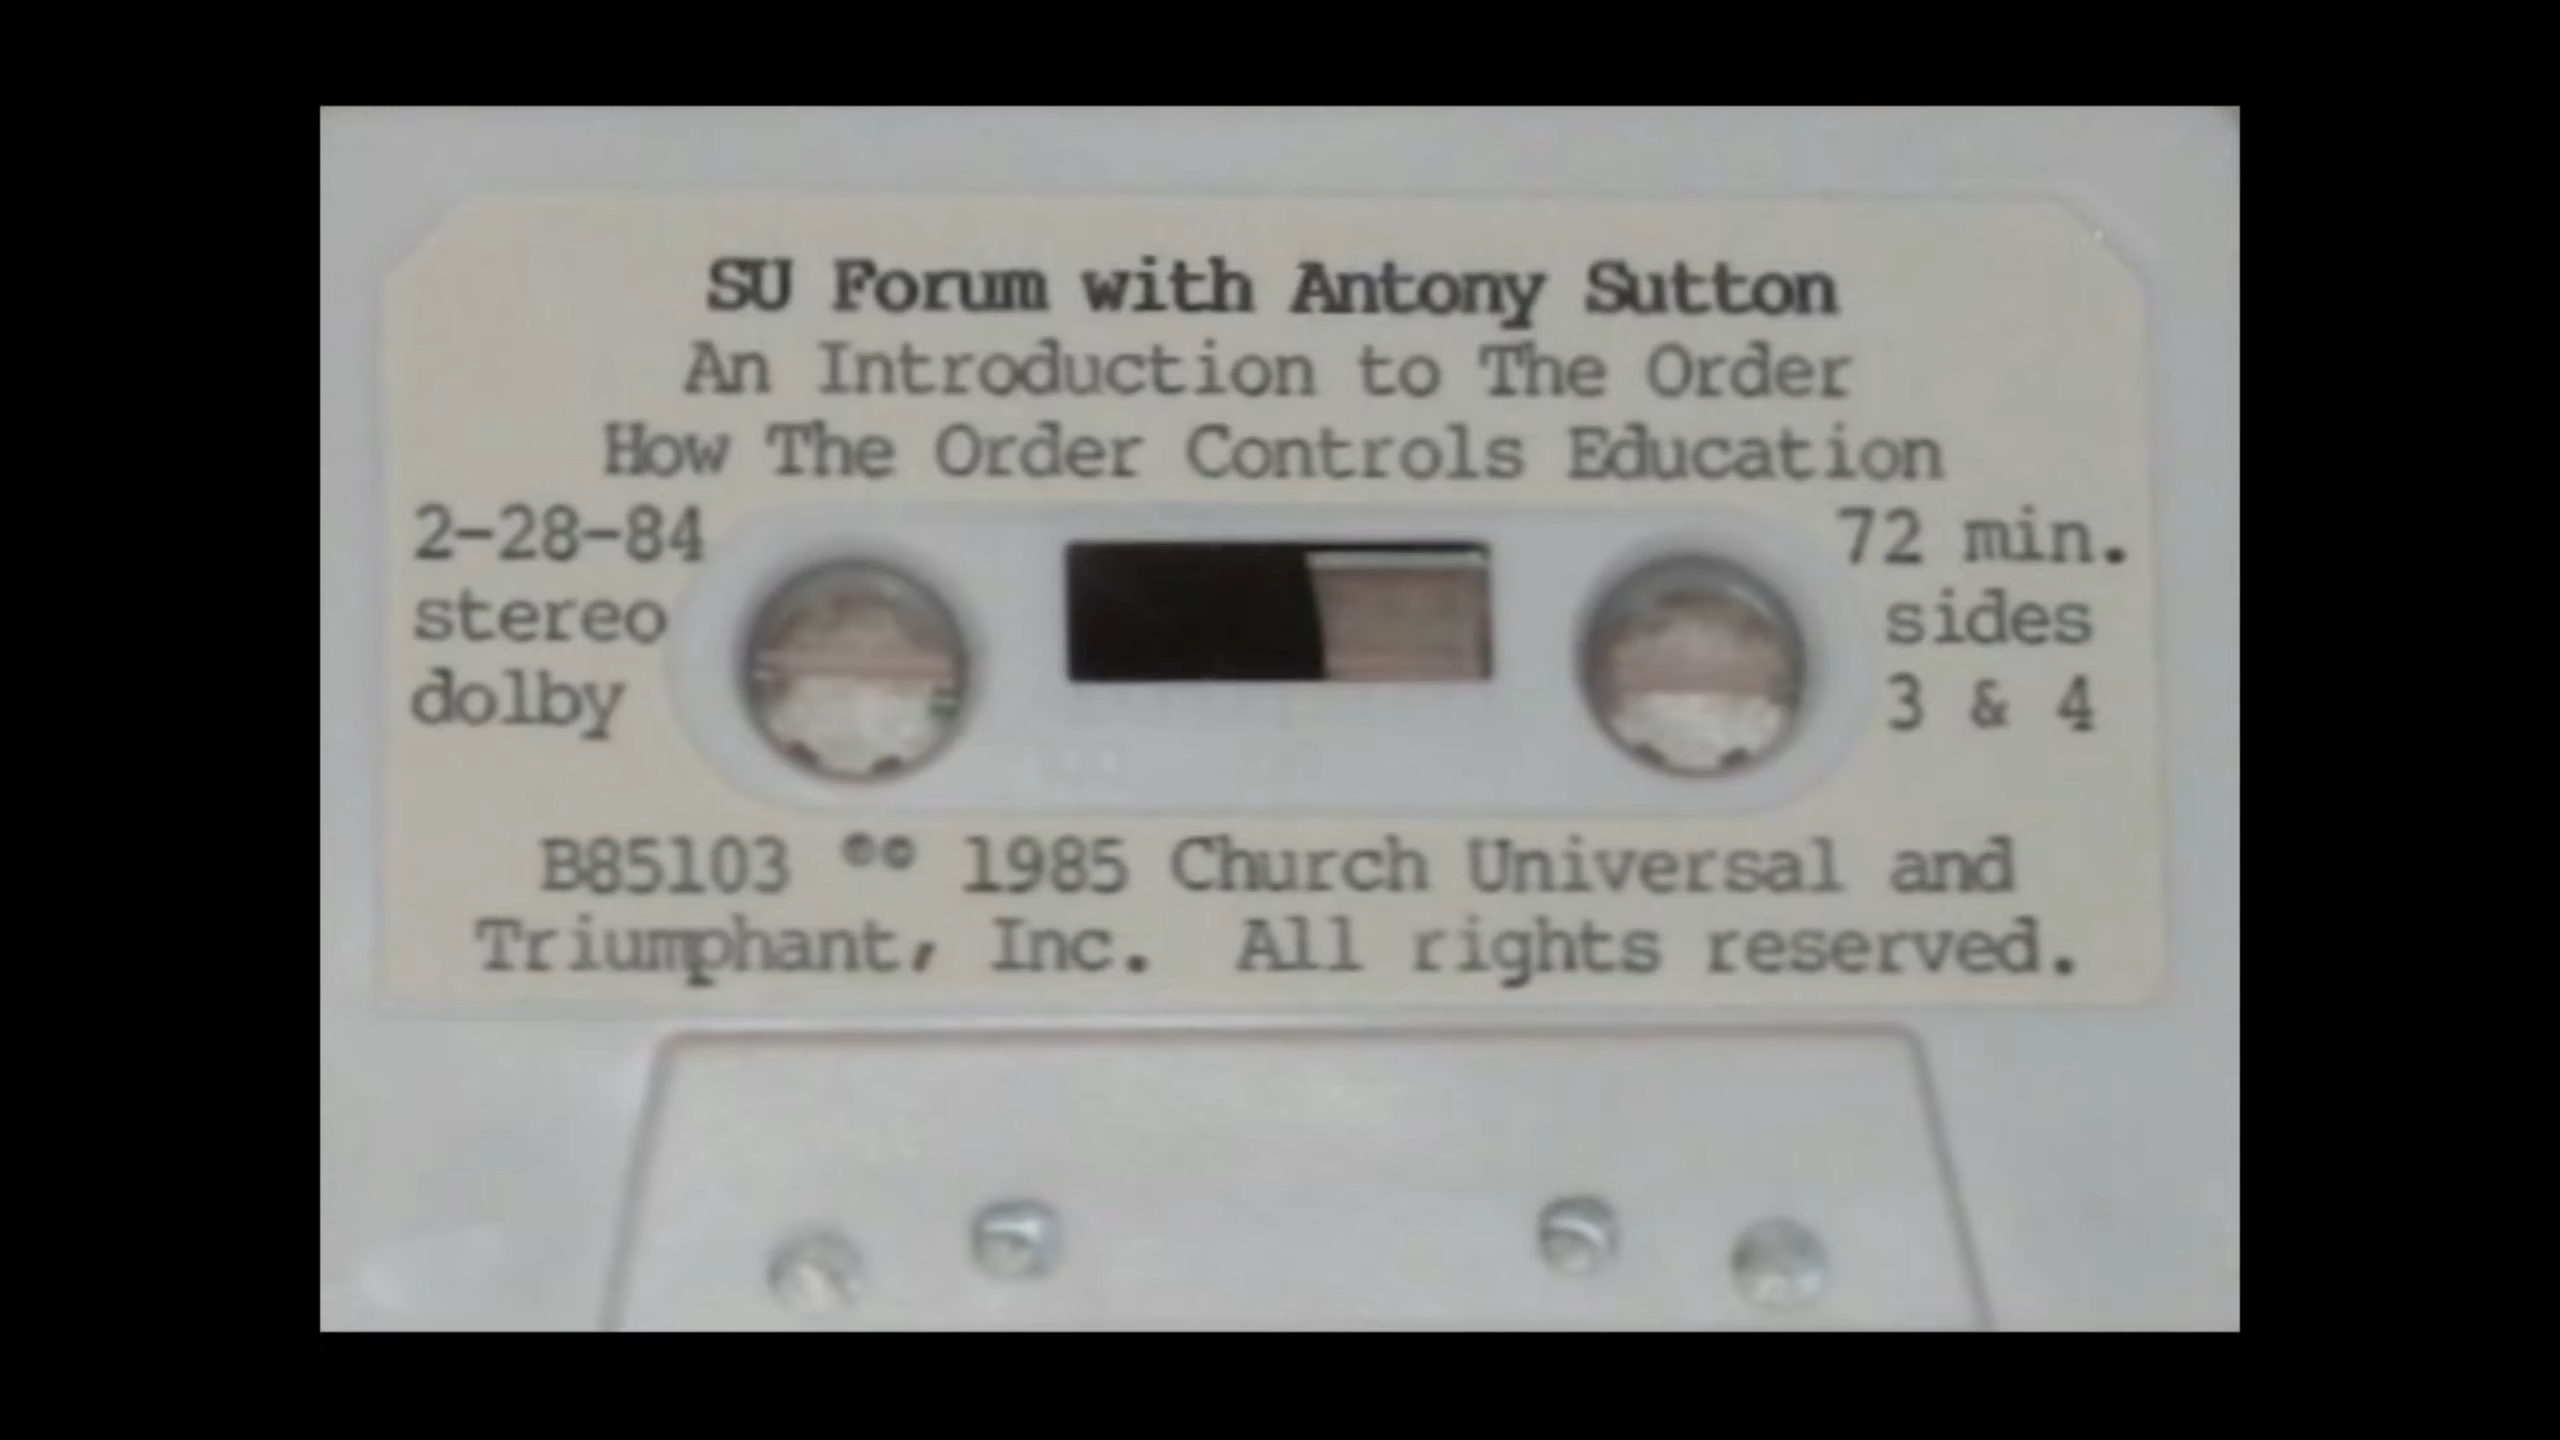 SU Forum with Antony Sutton
An Introduction to The Order
How The Order Controls Education
2-28-84
stereo
dolby
72 min.
sides
3 & 4
B85103 ℗© 1985 Church Universal and
Triumphant, Inc. All rights reserved.